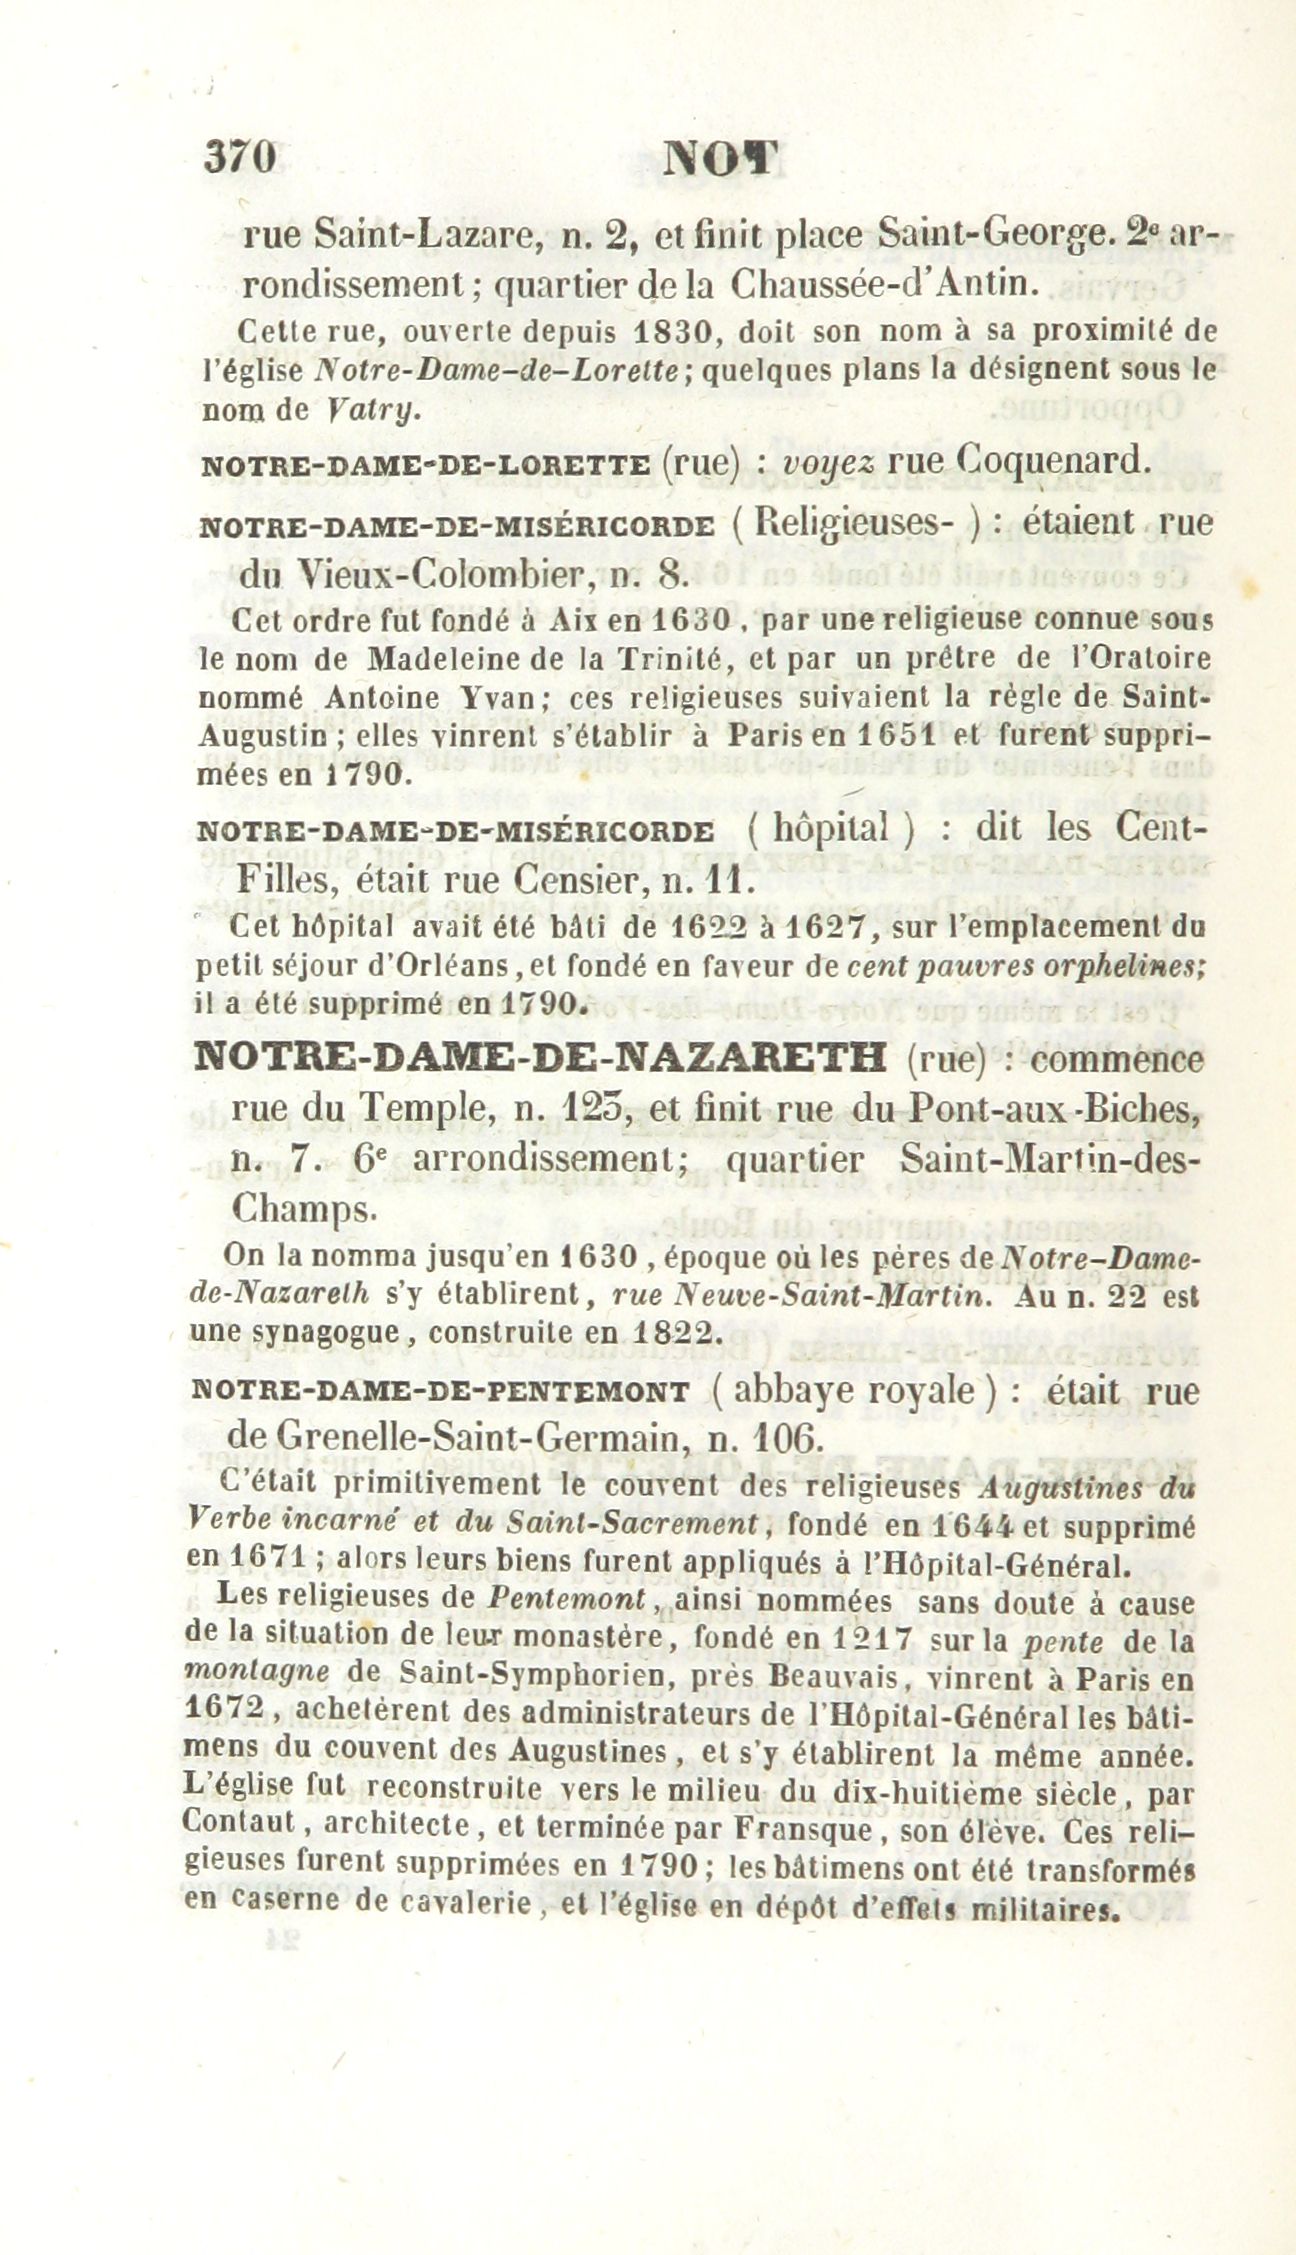 370 NOT
rue Saint-Lazare, n. 2, et finit place Saint-George. 2e ar-
rondissement ; quartier de la Chaussée-d'Antin.
Cette rue, ouverte depuis 1830, doit son nom à sa proximité de
l'église Notre-Dame-de-Lorette ; quelques plans la désignent sous le
nom de Vatry.
NOTRE-DAME-DE-LORETTE (rue) : voyez rue Coquenard.
NOTRE-DAME-DE-MISÉRICORDE ( Religieuses- ) : étaient rue
du Vieux-Colombier, n. 8.
Cet ordre fut fondé à Aix en 1630 , par une religieuse connue sous
le nom de Madeleine de la Trinité, et par un prêtre de l'Oratoire
nommé Antoine Yvan; ces religieuses suivaient la règle de Saint-
Augustin ; elles vinrent s'établir à Paris en 1651 et furent suppri-
mées en 1790.
NOTRE-DAME-DE-MISÉRICORDE ( hôpital ) : dit les Cent-
Filles, était rue Censier, n. 11.
Cet hôpital avait été bâti de 1622 à 1627, sur l'emplacement du
petit séjour d'Orléans , et fondé en faveur de cent pauvres orphelines;
il a été supprimé en 1790.
NOTRE-DAME-DE-NAZARETH (rue) : commence
rue du Temple, n. 123, et finit rue du Pont-aux-Biches,
n. 7. 6e arrondissement; quartier Saint-Martin-des-
Champs.
On la nomma jusqu'en 1630 , époque où les pères de Notre-Dame-
de-Nazareth s'y établirent, rue Neuve-Saint-Martin. Au n. 22 est
une synagogue , construite en 1822.
NOTRE-DAME-DE-PENTEMONT ( abbaye royale ) : était rue
de Grenelle-Saint-Germain, n. 106.
C'était primitivement le couvent des religieuses Augustines du
Verbe incarné et du Saint-Sacrement, fondé en 1644 et supprimé
en 1671 ; alors leurs biens furent appliqués à l'Hôpital-Général.
Les religieuses de Pentemont, ainsi nommées sans doute à cause
de la situation de leur monastère, fondé en 1217 sur la pente de la
montagne de Saint-Symphorien, près Beauvais, vinrent à Paris en
1672 , achetèrent des administrateurs de l'Hôpital-Général les bâti-
mens du couvent des Augustines , et s'y établirent la même année.
L'église fut reconstruite vers le milieu du dix-huitième siècle, par
Contaut , architecte , et terminée par Fransque , son élève. Ces reli-
gieuses furent supprimées en 1790 ; les bâtimens ont été transformés
en caserne de cavalerie, et l'église en dépôt d'effets militaires.